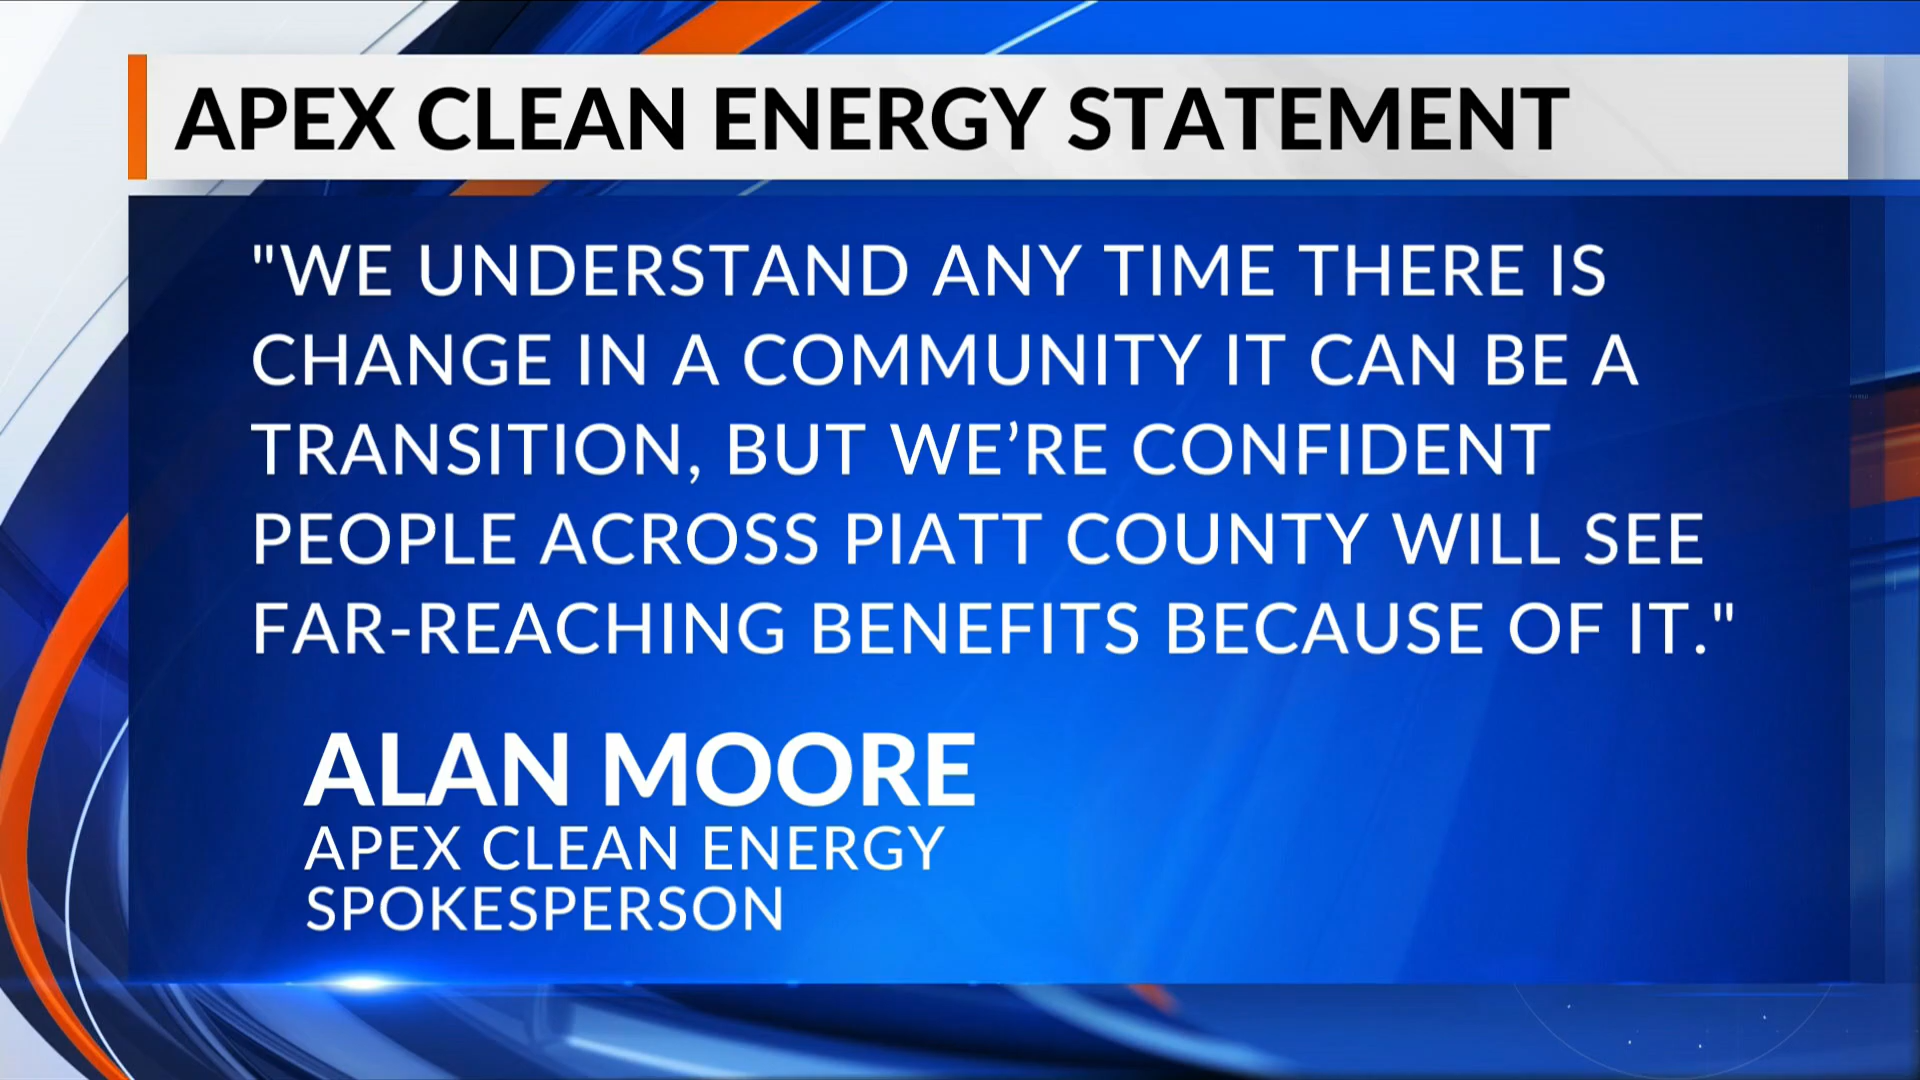 APEX CLEAN ENERGY STATEMENT
"WE UNDERSTAND ANY TIME THERE IS
CHANGE IN A COMMUNITY IT CAN BE A
TRANSITION, BUT WE’RE CONFIDENT
PEOPLE ACROSS PIATT COUNTY WILL SEE
FAR-REACHING BENEFITS BECAUSE OF IT."
ALAN MOORE
APEX CLEAN ENERGY
SPOKESPERSON